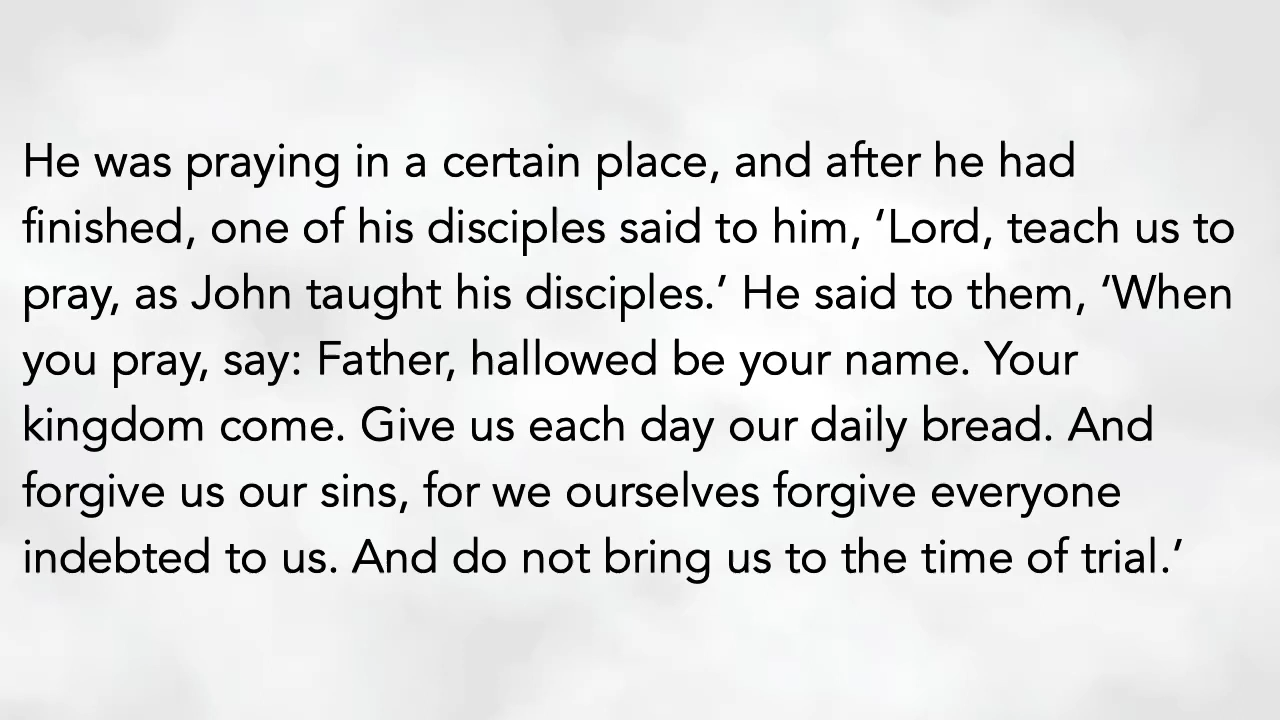 He was praying in a certain place, and after he had
finished, one of his disciples said to him, ‘Lord, teach us to
pray, as John taught his disciples.’ He said to them, ‘When
you pray, say: Father, hallowed be your name. Your
kingdom come. Give us each day our daily bread. And
forgive us our sins, for we ourselves forgive everyone
indebted to us. And do not bring us to the time of trial.’